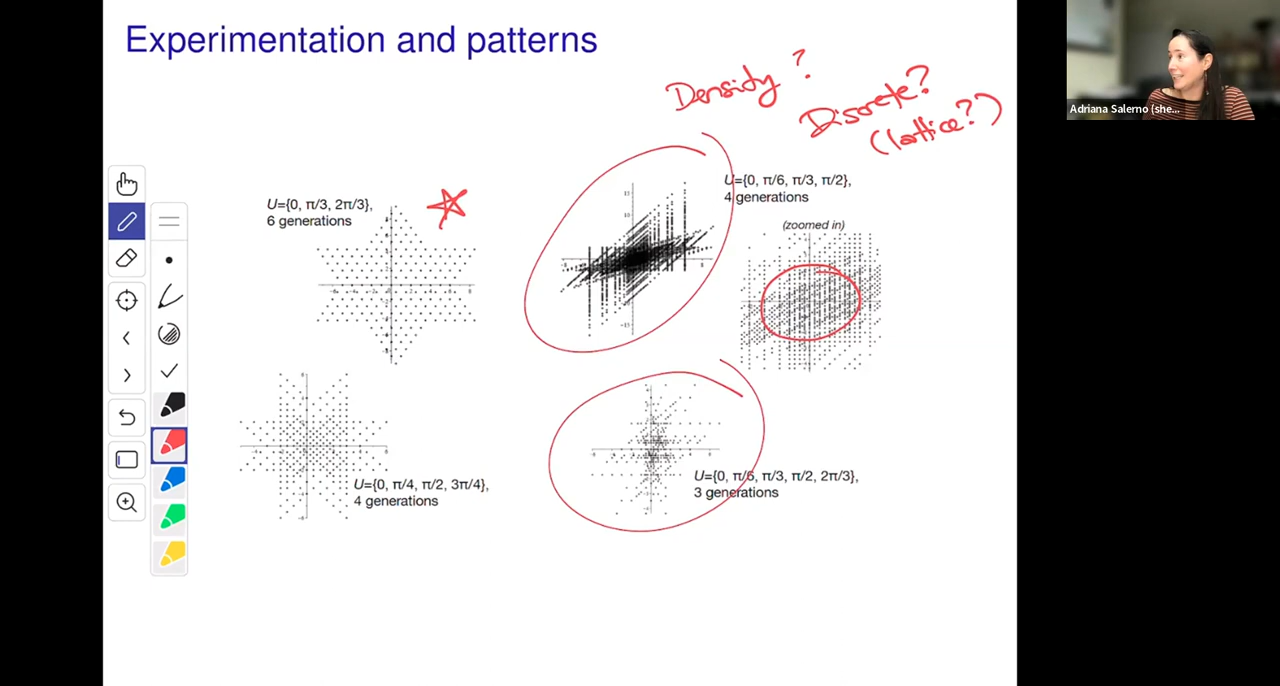 Experimentation and patterns
Density?
Discrete?
(lattice?)
Adriana Salerno (she...
U={0, π/3, 2π/3},
6 generations
U={0, π/6, π/3, π/2},
4 generations
(zoomed in)
U={0, π/4, π/2, 3π/4},
4 generations
U={0, π/6, π/3, π/2, 2π/3},
3 generations